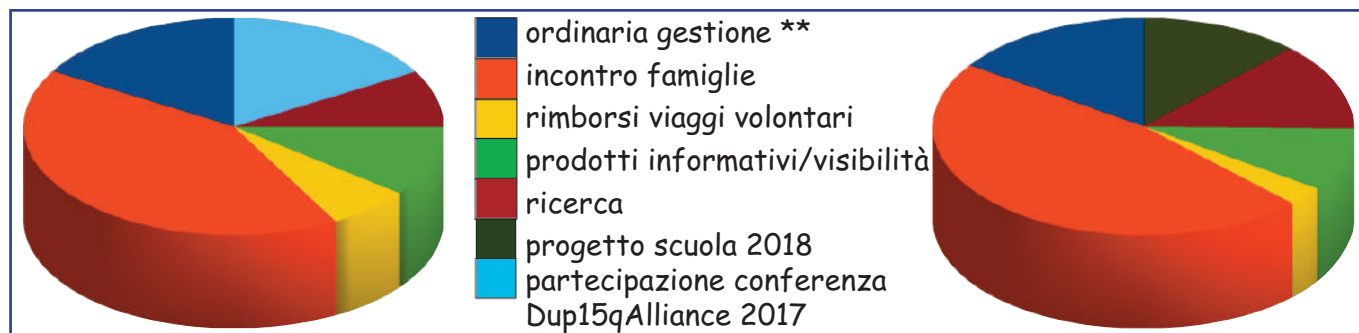 ordinaria gestione **
incontro famiglie
rimborsi viaggi volontari
prodotti informativi/visibilità
ricerca
progetto scuola 2018
partecipazione conferenza
Dup15qAlliance 2017